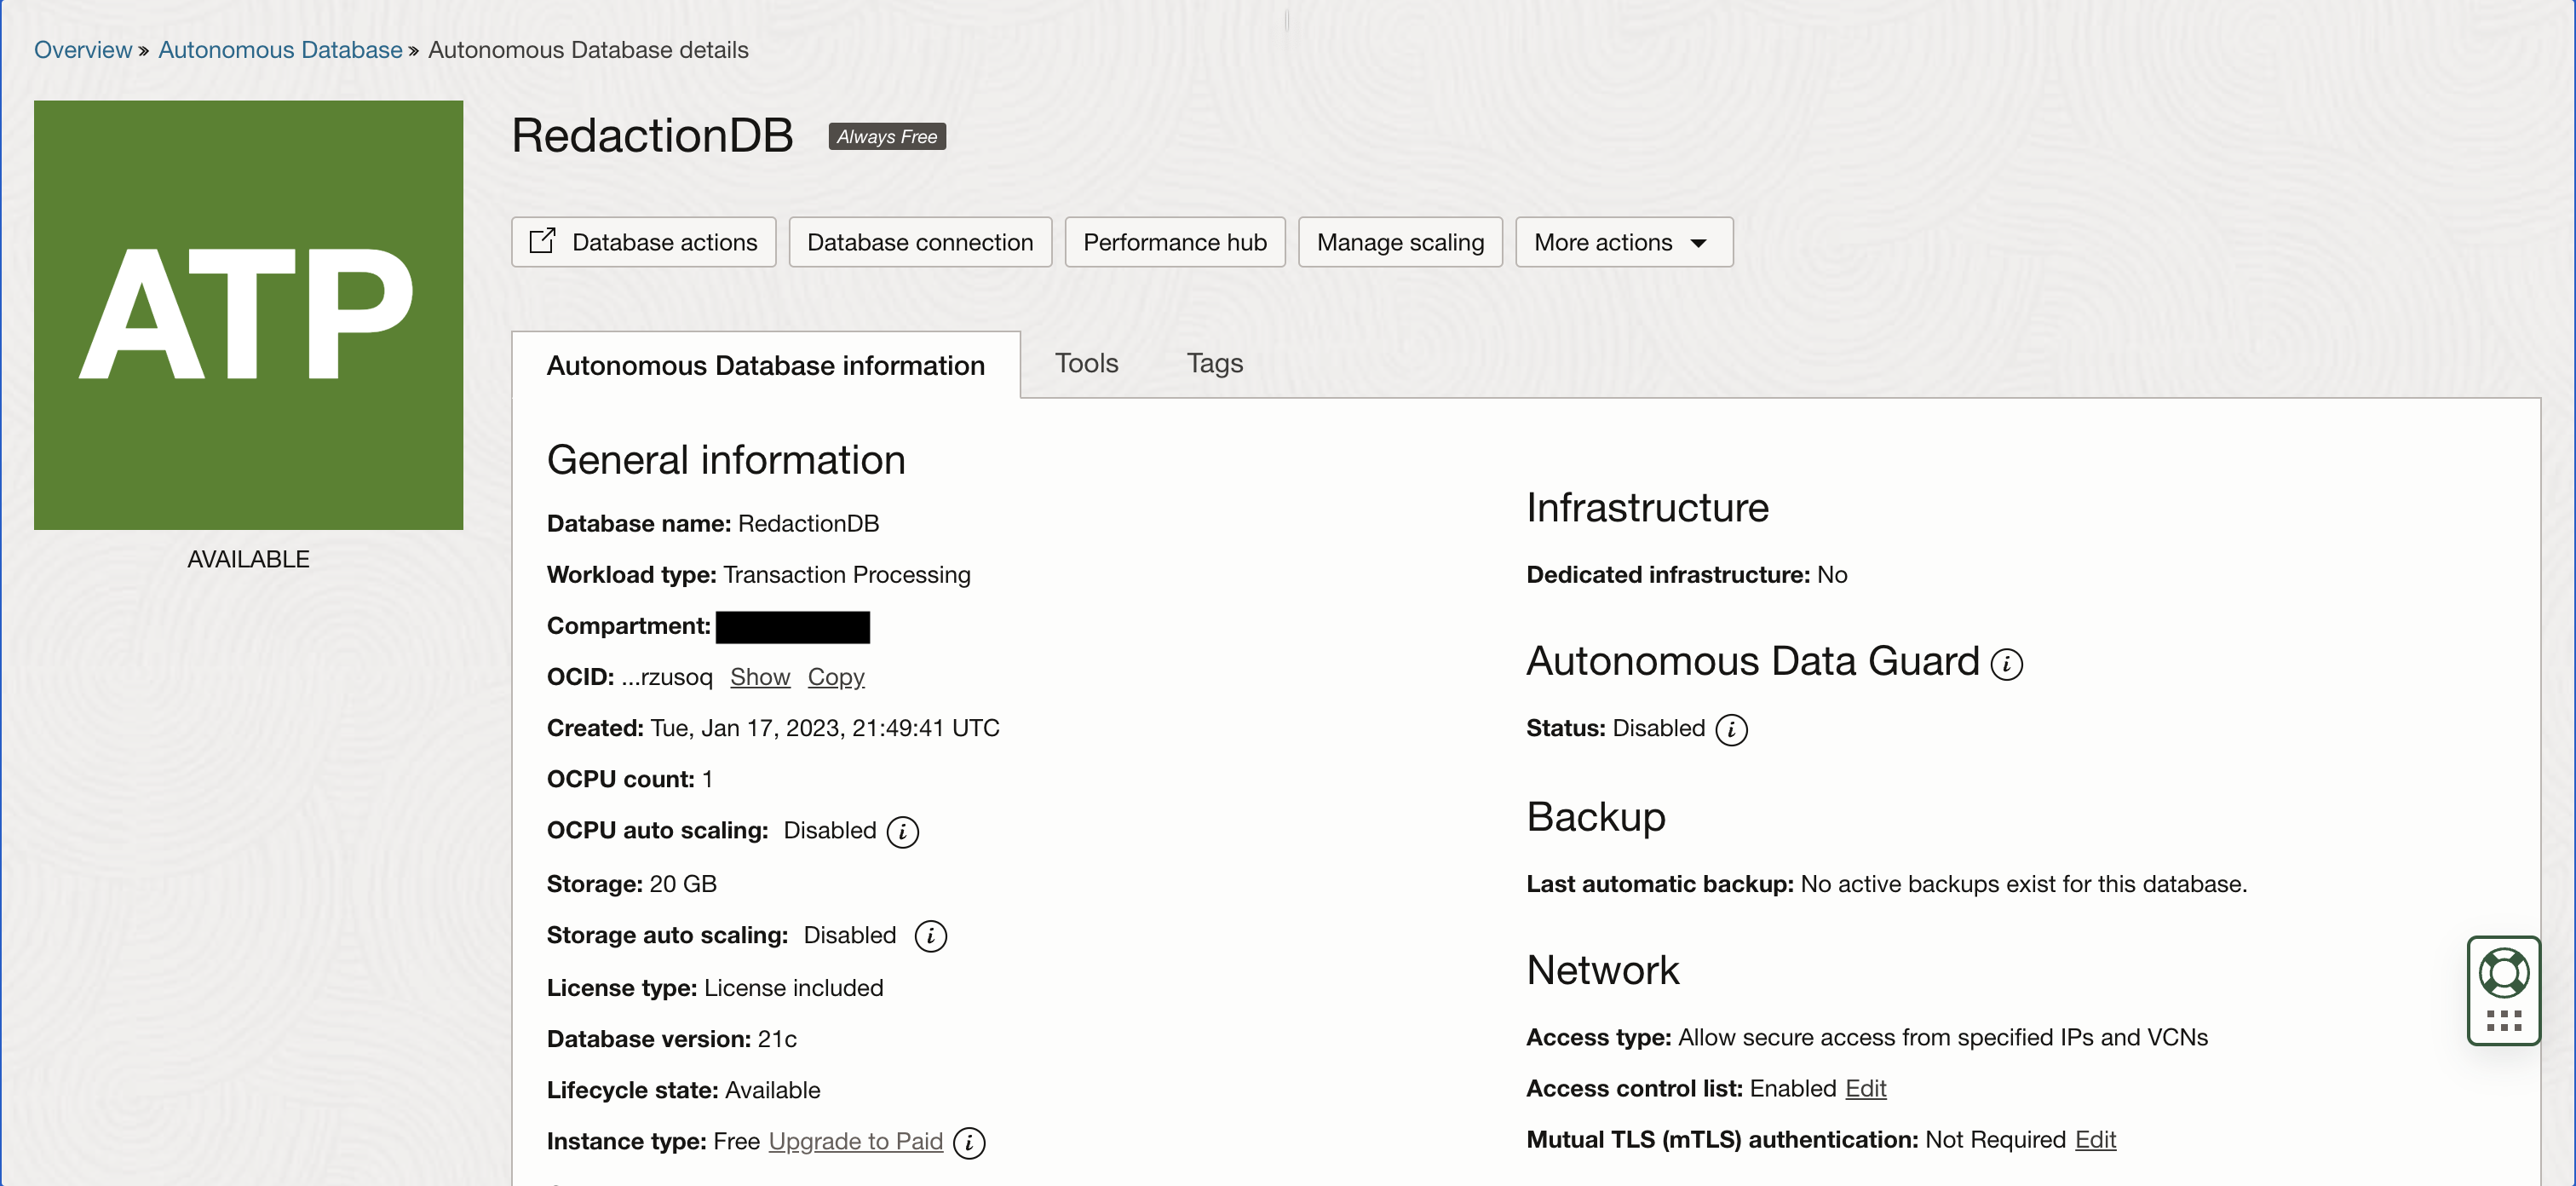 Overview » Autonomous Database » Autonomous Database details
ATP
AVAILABLE
RedactionDB Always Free
Database actions Database connection Performance hub Manage scaling More actions
Autonomous Database information Tools Tags
General information
Database name: RedactionDB
Workload type: Transaction Processing
Compartment:
OCID: ...rzusoq Show Copy
Created: Tue, Jan 17, 2023, 21:49:41 UTC
OCPU count: 1
OCPU auto scaling: Disabled i
Storage: 20 GB
Storage auto scaling: Disabled i
License type: License included
Database version: 21c
Lifecycle state: Available
Instance type: Free Upgrade to Paid i
Infrastructure
Dedicated infrastructure: No
Autonomous Data Guard i
Status: Disabled i
Backup
Last automatic backup: No active backups exist for this database.
Network
Access type: Allow secure access from specified IPs and VCNs
Access control list: Enabled Edit
Mutual TLS (mTLS) authentication: Not Required Edit